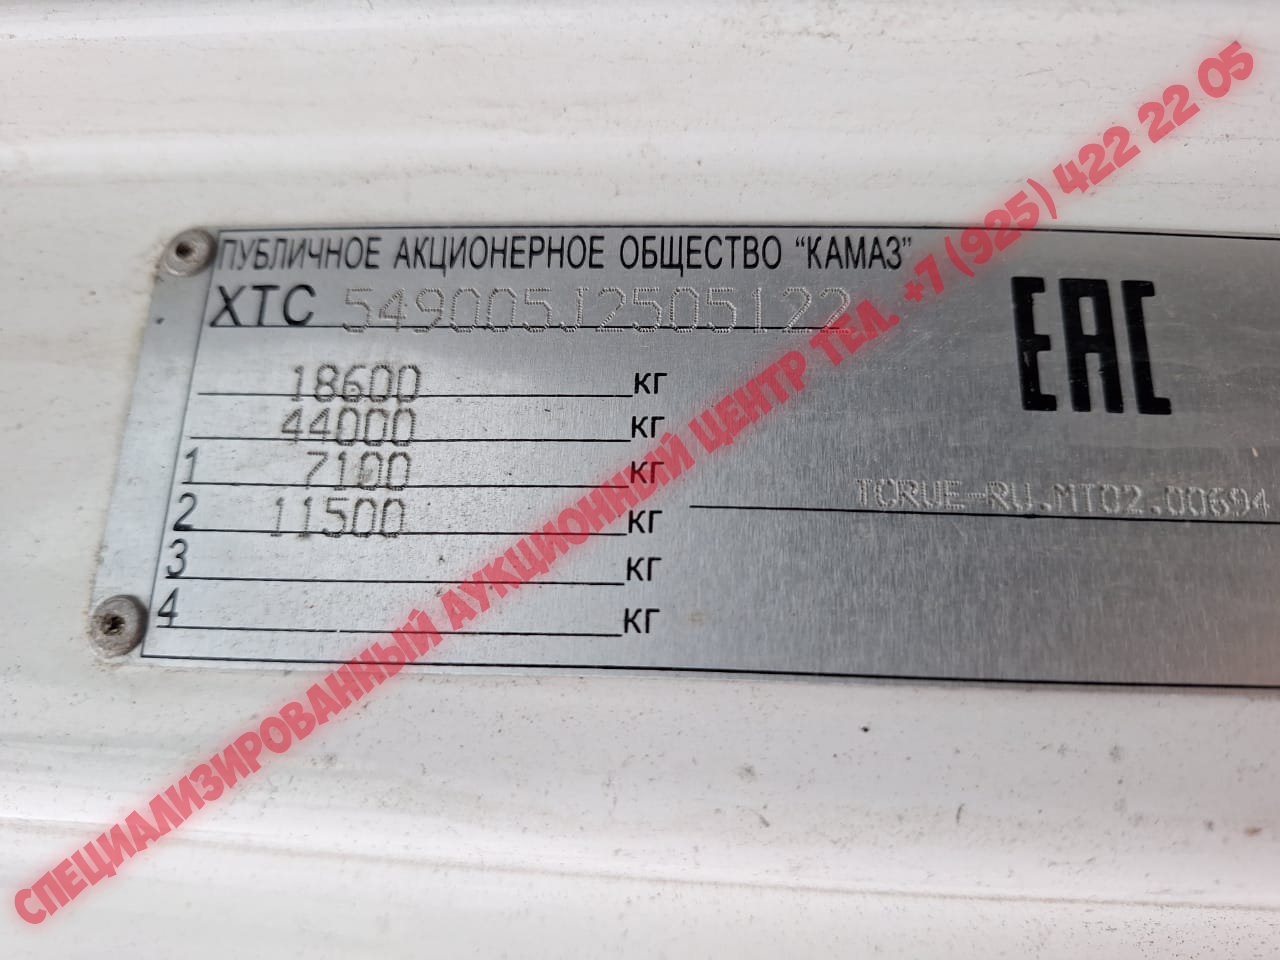 ПУБЛИЧНОЕ АКЦИОНЕРНОЕ ОБЩЕСТВО "КАМАЗ"
XTC 549005J2505122
18600 кг
44000 кг
1 7100 кг
2 11500 кг
3 кг
4 кг
EAC
TCRUE-RU.MT02.00694
СПЕЦИАЛИЗИРОВАННЫЙ АУКЦИОННЫЙ ЦЕНТР ТЕЛ. +7 (925) 422 22 05